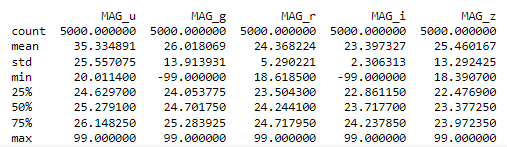 MAG_u MAG_g MAG_r MAG_i MAG_z
count 5000.000000 5000.000000 5000.000000 5000.000000 5000.000000
mean 35.334891 26.018069 24.368224 23.397327 25.460167
std 25.557075 13.913931 5.290221 2.306313 13.292425
min 20.011400 -99.000000 18.618500 -99.000000 18.390700
25% 24.629700 24.053775 23.504300 22.861150 22.476900
50% 25.279100 24.701750 24.244100 23.717700 23.377250
75% 26.148250 25.283925 24.717950 24.237850 23.972350
max 99.000000 99.000000 99.000000 99.000000 99.000000